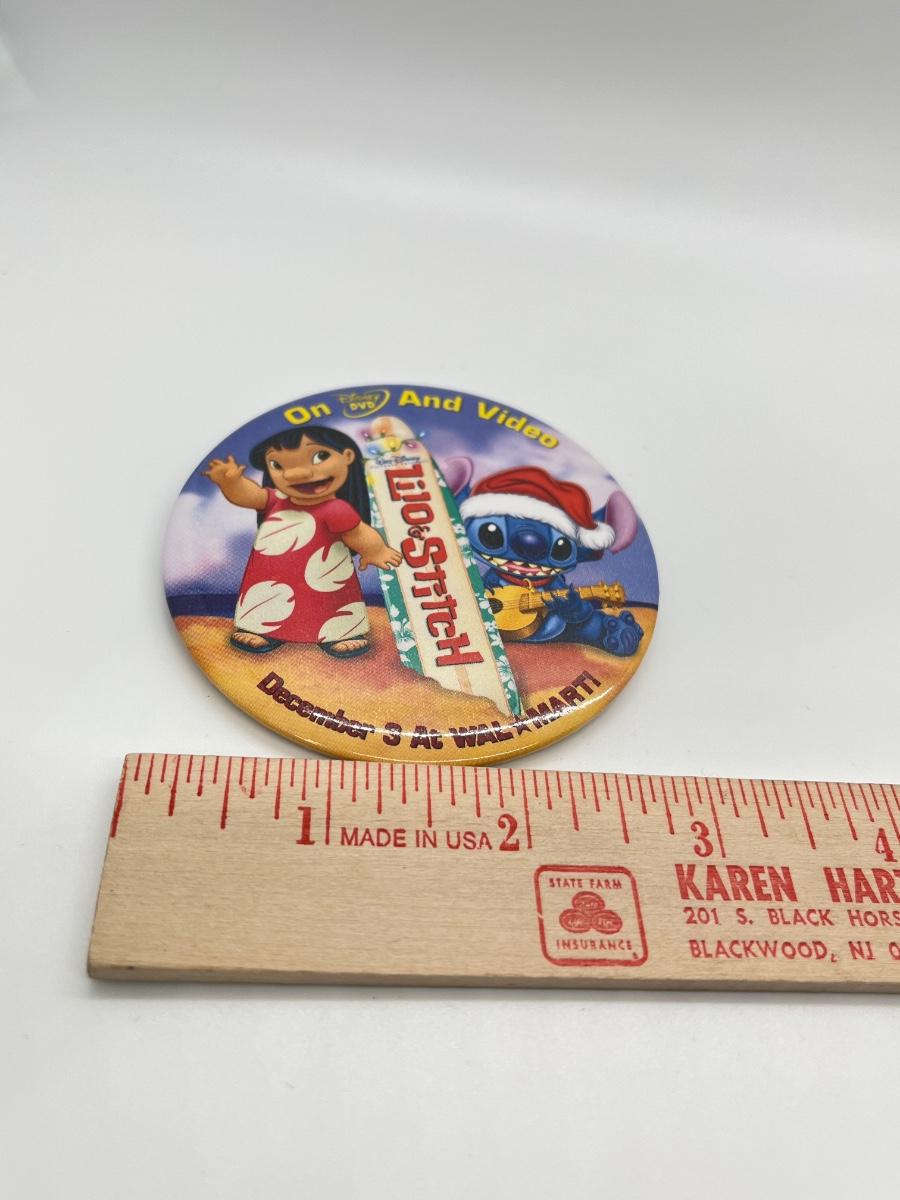 On Disney DVD And Video
WALT DISNEY
Lilo & Stitch
December 3 At WAL★MART!
1 MADE IN USA 2 3 4
STATE FARM
INSURANCE
KAREN HART
201 S. BLACK HORS
BLACKWOOD, NJ 0